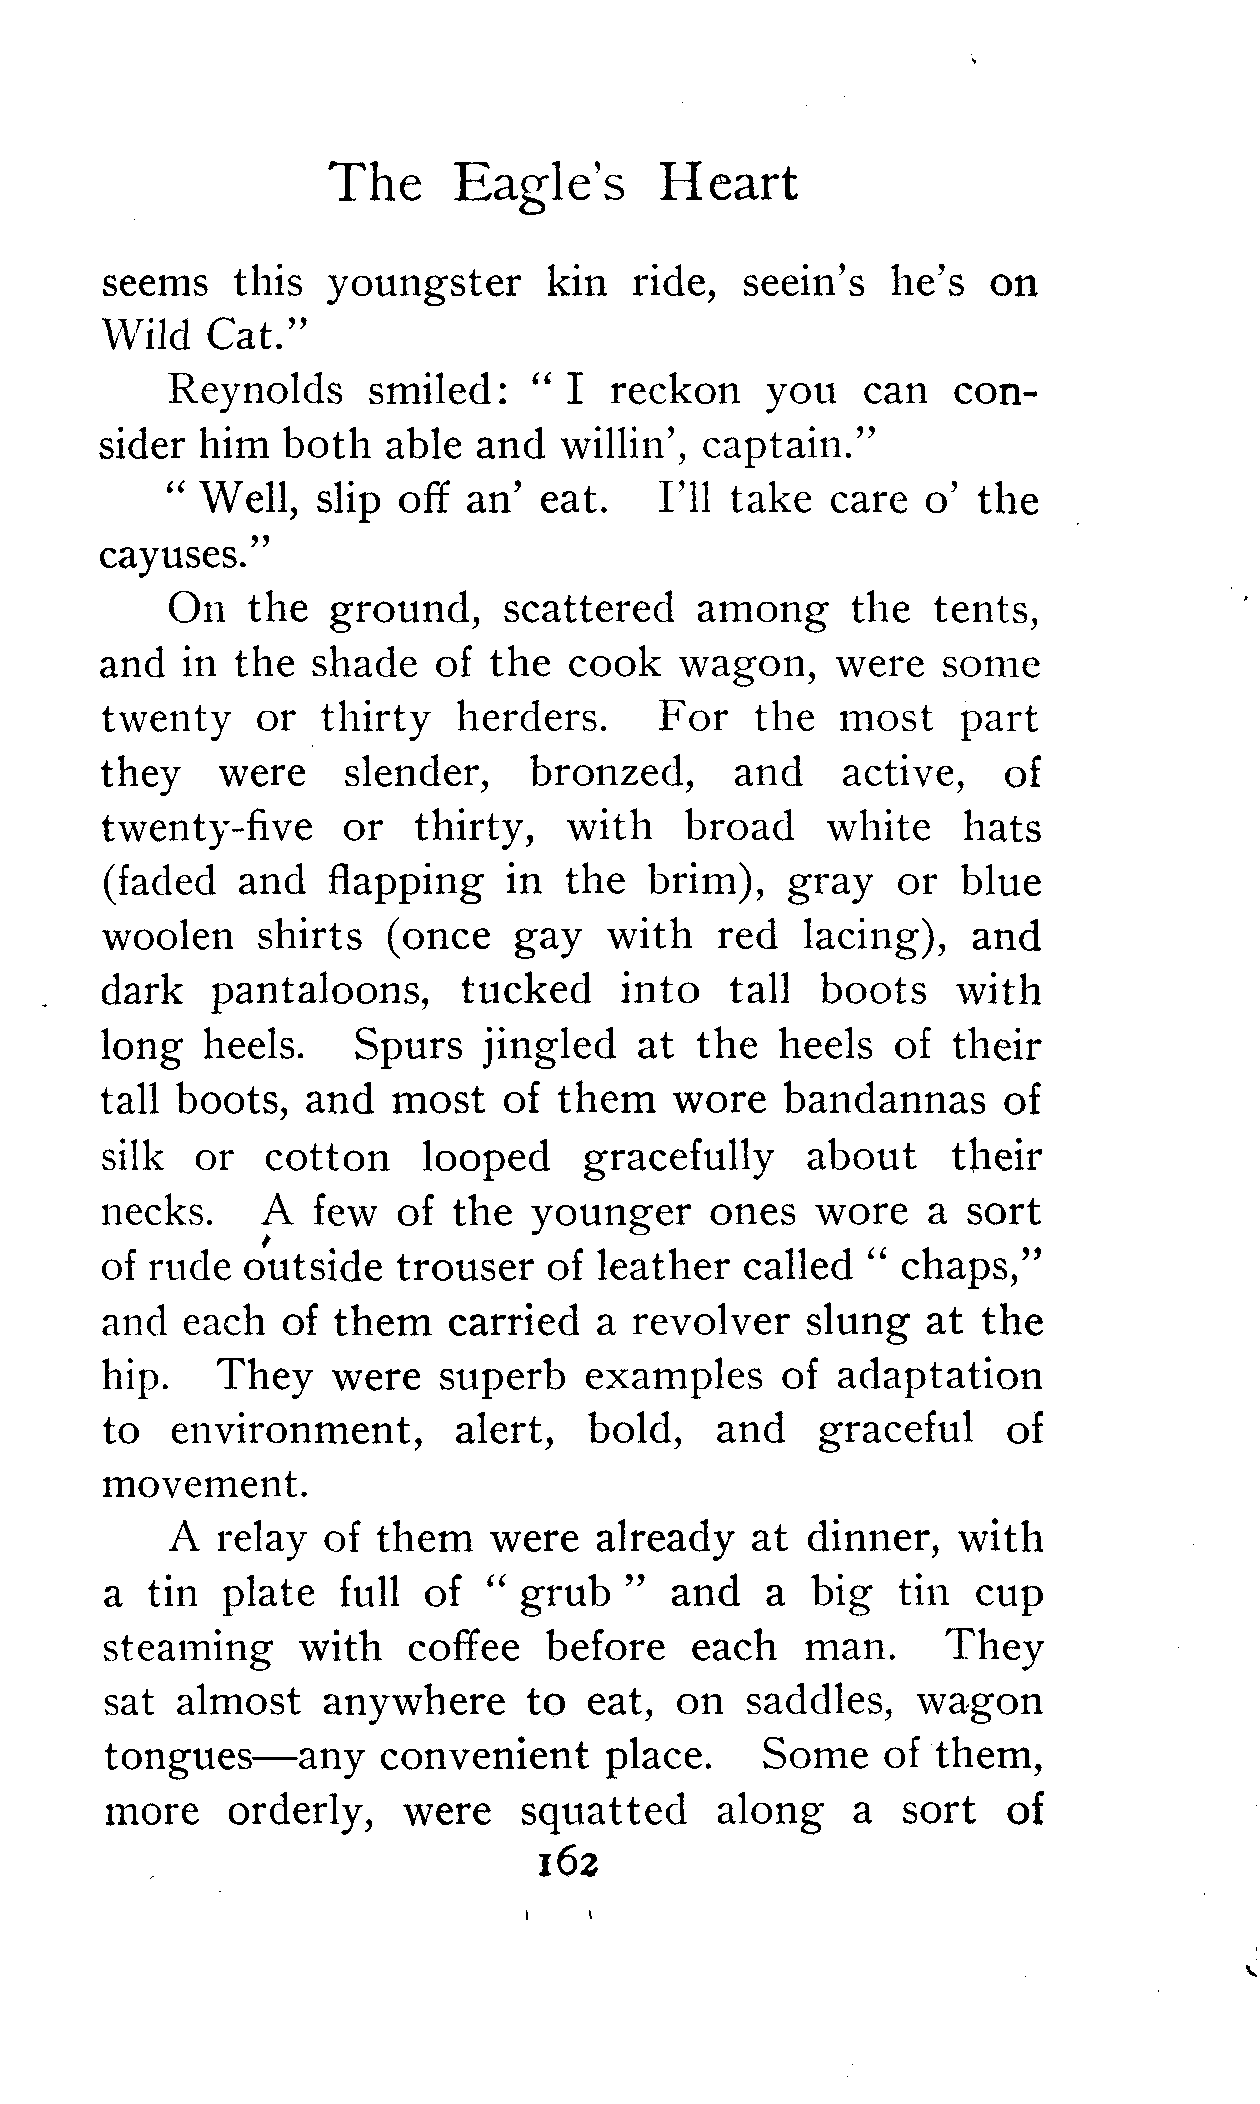 The Eagle's Heart
seems this youngster kin ride, seein's he's on
Wild Cat."
Reynolds smiled: " I reckon you can con-
sider him both able and willin', captain."
" Well, slip off an' eat. I'll take care o' the
cayuses."
On the ground, scattered among the tents,
and in the shade of the cook wagon, were some
twenty or thirty herders. For the most part
they were slender, bronzed, and active, of
twenty-five or thirty, with broad white hats
(faded and flapping in the brim), gray or blue
woolen shirts (once gay with red lacing), and
dark pantaloons, tucked into tall boots with
long heels. Spurs jingled at the heels of their
tall boots, and most of them wore bandannas of
silk or cotton looped gracefully about their
necks. A few of the younger ones wore a sort
of rude outside trouser of leather called " chaps,"
and each of them carried a revolver slung at the
hip. They were superb examples of adaptation
to environment, alert, bold, and graceful of
movement.
A relay of them were already at dinner, with
a tin plate full of " grub " and a big tin cup
steaming with coffee before each man. They
sat almost anywhere to eat, on saddles, wagon
tongues—any convenient place. Some of them,
more orderly, were squatted along a sort of
162